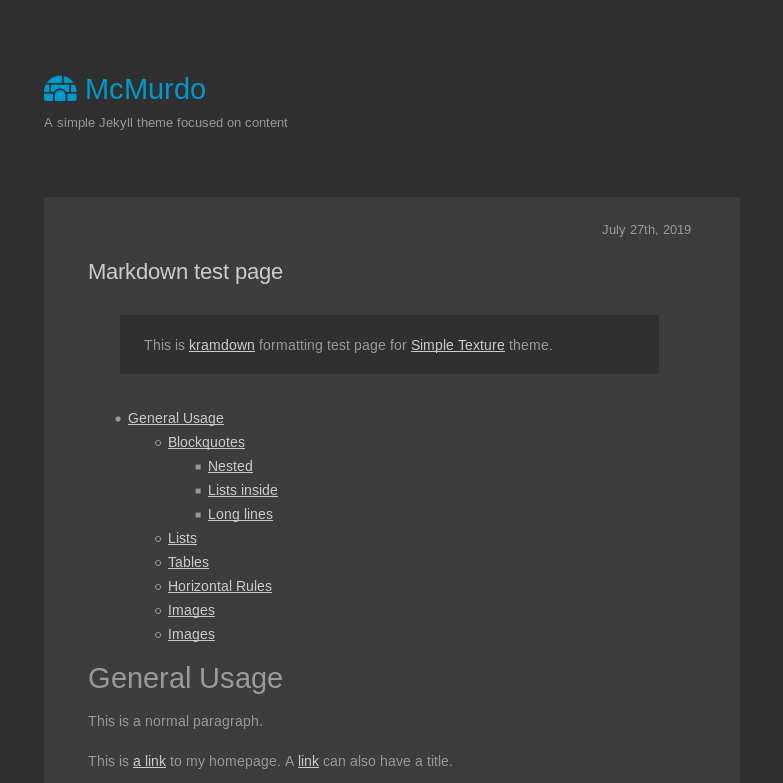 McMurdo
A simple Jekyll theme focused on content
July 27th, 2019
Markdown test page
This is kramdown formatting test page for Simple Texture theme.
General Usage
Blockquotes
Nested
Lists inside
Long lines
Lists
Tables
Horizontal Rules
Images
Images
General Usage
This is a normal paragraph.
This is a link to my homepage. A link can also have a title.